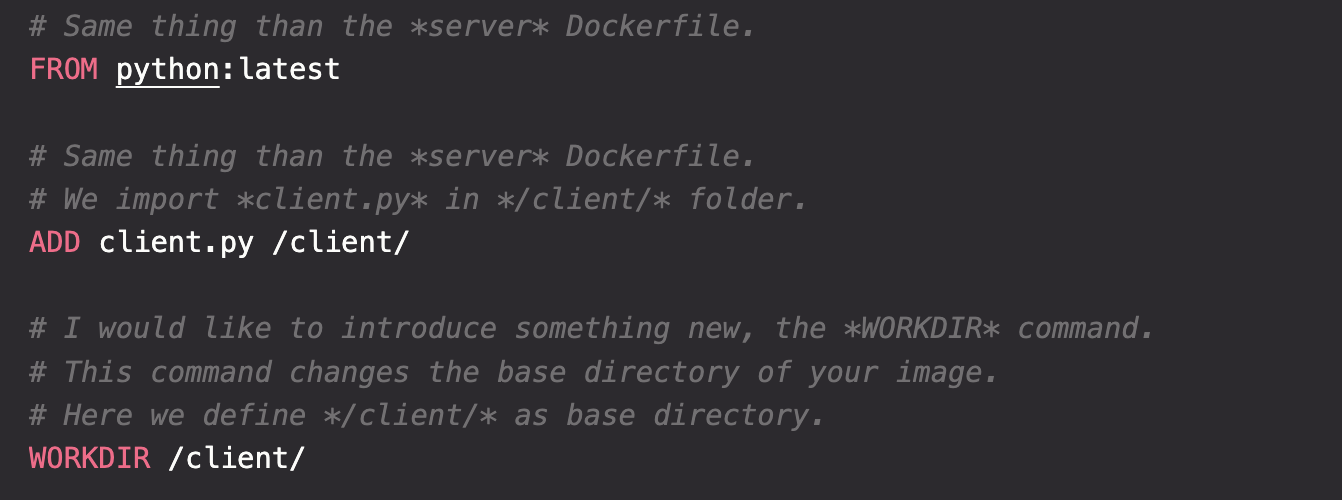 # Same thing than the *server* Dockerfile.
FROM python:latest
# Same thing than the *server* Dockerfile.
# We import *client.py* in */client/* folder.
ADD client.py /client/
# I would like to introduce something new, the *WORKDIR* command.
# This command changes the base directory of your image.
# Here we define */client/* as base directory.
WORKDIR /client/